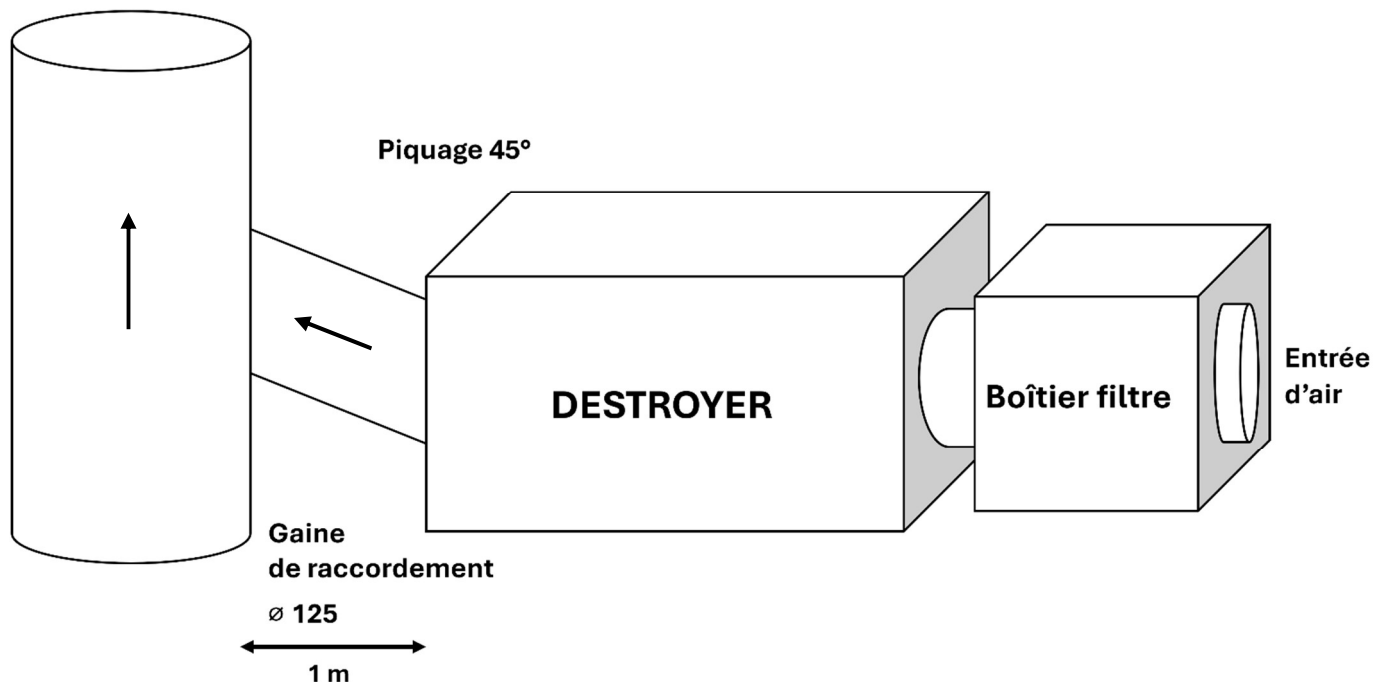 Piquage 45°
DESTROYER
Boîtier filtre
Entrée
d’air
Gaine
de raccordement
⌀ 125
1 m